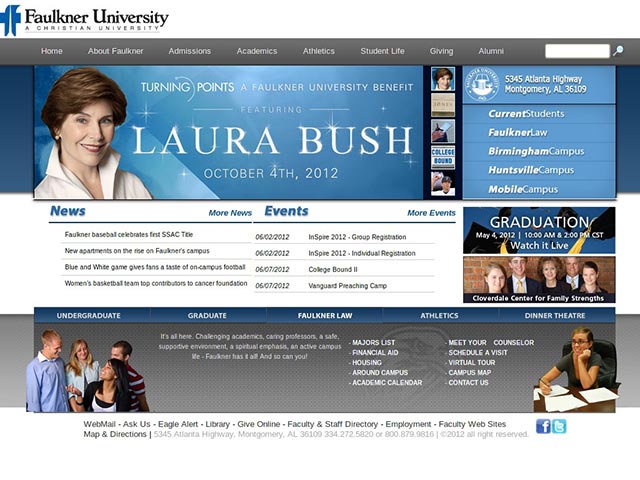 Faulkner University
A CHRISTIAN UNIVERSITY
Home About Faulkner Admissions Academics Athletics Student Life Giving Alumni
TURNING POINTS A FAULKNER UNIVERSITY BENEFIT
FEATURING
LAURA BUSH
OCTOBER 4TH, 2012
JONES
COLLEGE BOUND
5345 Atlanta Highway
Montgomery, AL 36109
CurrentStudents
FaulknerLaw
BirminghamCampus
HuntsvilleCampus
MobileCampus
News More News
Faulkner baseball celebrates first SSAC Title
New apartments on the rise on Faulkner's campus
Blue and White game gives fans a taste of on-campus football
Women's basketball team top contributors to cancer foundation
Events More Events
06/02/2012 InSpire 2012 - Group Registration
06/02/2012 InSpire 2012 - Individual Registration
06/07/2012 College Bound II
06/07/2012 Vanguard Preaching Camp
GRADUATION
May 4, 2012 | 10:00 AM & 2:00 PM CST
Watch it Live
Cloverdale Center for Family Strengths
UNDERGRADUATE GRADUATE FAULKNER LAW ATHLETICS DINNER THEATRE
It's all here. Challenging academics, caring professors, a safe,
supportive environment, a spiritual emphasis, an active campus
life - Faulkner has it all! And so can you!
- MAJORS LIST
- FINANCIAL AID
- HOUSING
- AROUND CAMPUS
- ACADEMIC CALENDAR
- MEET YOUR COUNSELOR
- SCHEDULE A VISIT
- VIRTUAL TOUR
- CAMPUS MAP
- CONTACT US
WebMail - Ask Us - Eagle Alert - Library - Give Online - Faculty & Staff Directory - Employment - Faculty Web Sites
Map & Directions | 5345 Atlanta Highway, Montgomery, AL 36109 334.272.5820 or 800.879.9816 | ©2012 all right reserved.